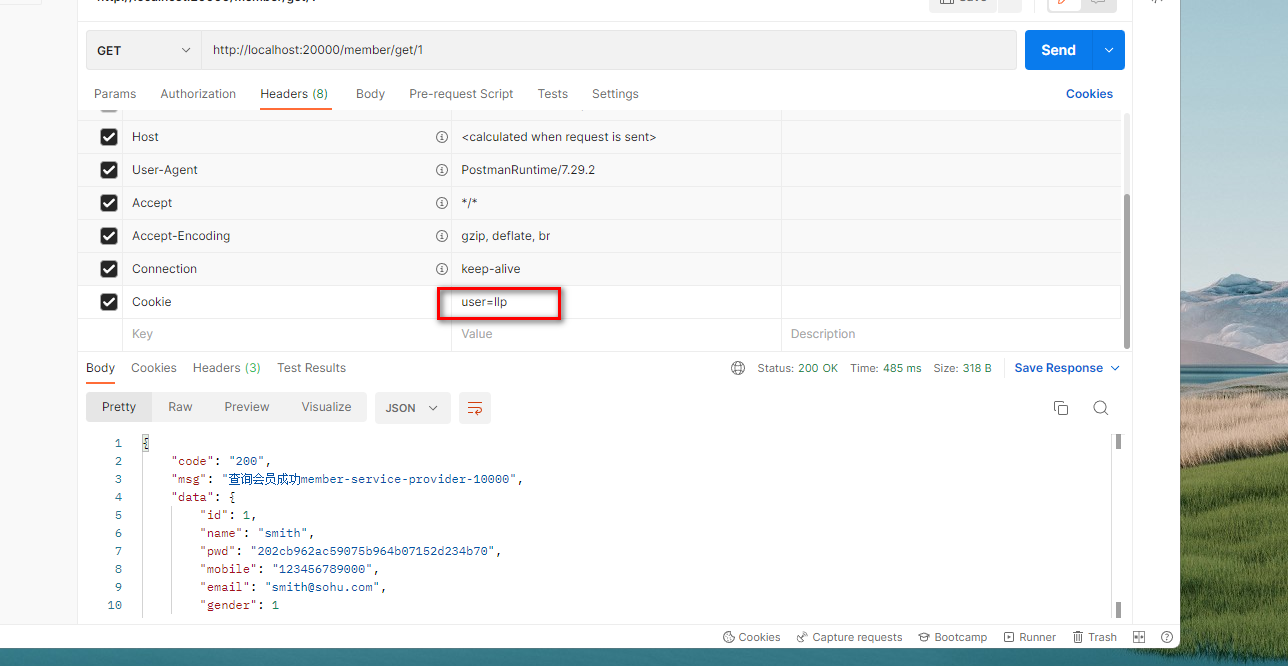 GET http://localhost:20000/member/get/1 Send
Params Authorization Headers (8) Body Pre-request Script Tests Settings Cookies
Host <calculated when request is sent>
User-Agent PostmanRuntime/7.29.2
Accept */*
Accept-Encoding gzip, deflate, br
Connection keep-alive
Cookie user=llp
Key Value Description
Body Cookies Headers (3) Test Results Status: 200 OK Time: 485 ms Size: 318 B Save Response
Pretty Raw Preview Visualize JSON
1 {
2 "code": "200",
3 "msg": "查询会员成功member-service-provider-10000",
4 "data": {
5 "id": 1,
6 "name": "smith",
7 "pwd": "202cb962ac59075b964b07152d234b70",
8 "mobile": "123456789000",
9 "email": "smith@sohu.com",
10 "gender": 1
Cookies Capture requests Bootcamp Runner Trash